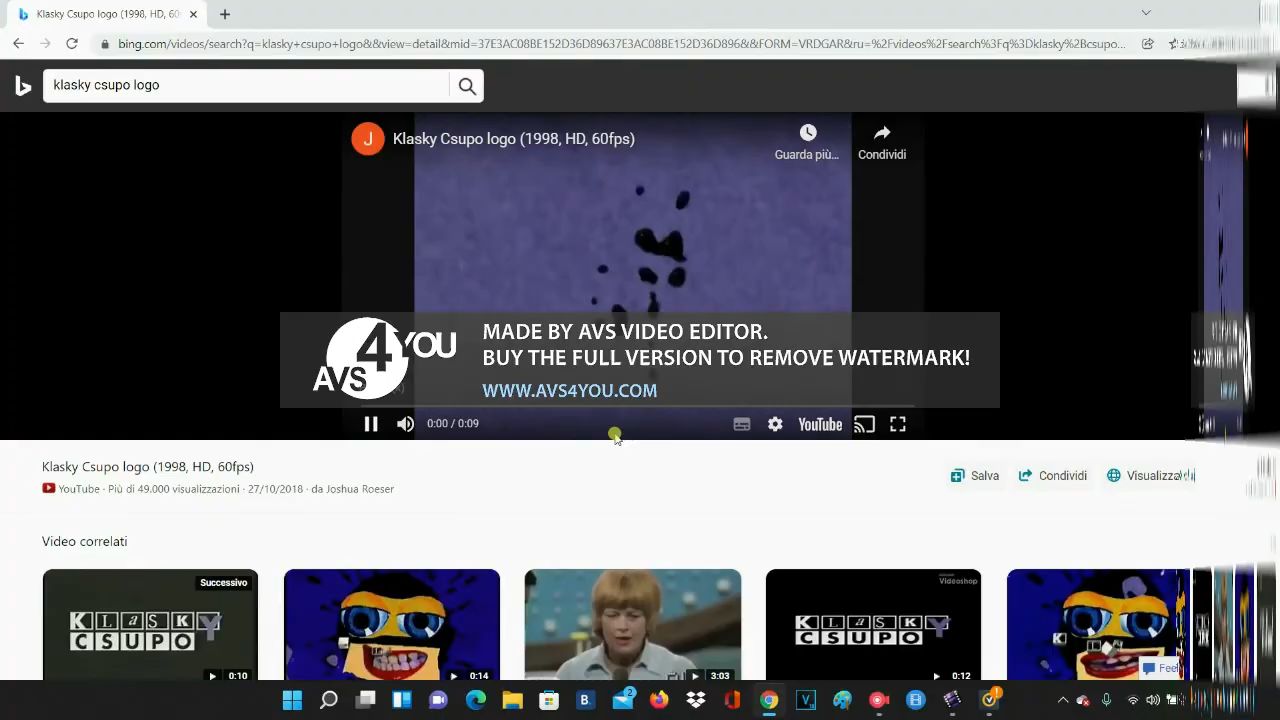 Klasky Csupo logo (1998, HD, 60
bing.com/videos/search?q=klasky+csupo+logo&&view=detail&mid=37E3AC08BE152D36D89637E3AC08BE152D36D896&&FORM=VRDGAR&ru=%2Fvideos%2Fsearch%3Fq%3Dklasky%2Bcsupo...
klasky csupo logo
J Klasky Csupo logo (1998, HD, 60fps)
Guarda più... Condividi
AVS 4 YOU
MADE BY AVS VIDEO EDITOR.
BUY THE FULL VERSION TO REMOVE WATERMARK!
WWW.AVS4YOU.COM
0:00 / 0:09 YouTube
Klasky Csupo logo (1998, HD, 60fps)
Salva Condividi
YouTube · Più di 49.000 visualizzazioni · 27/10/2018 · da Joshua Roeser
Video correlati
Successivo
Videoshop
KLaSKY
CSUPO
KLaSKY
CSUPO
K
Feel
0:10 0:14 3:03 0:12
B 2 V